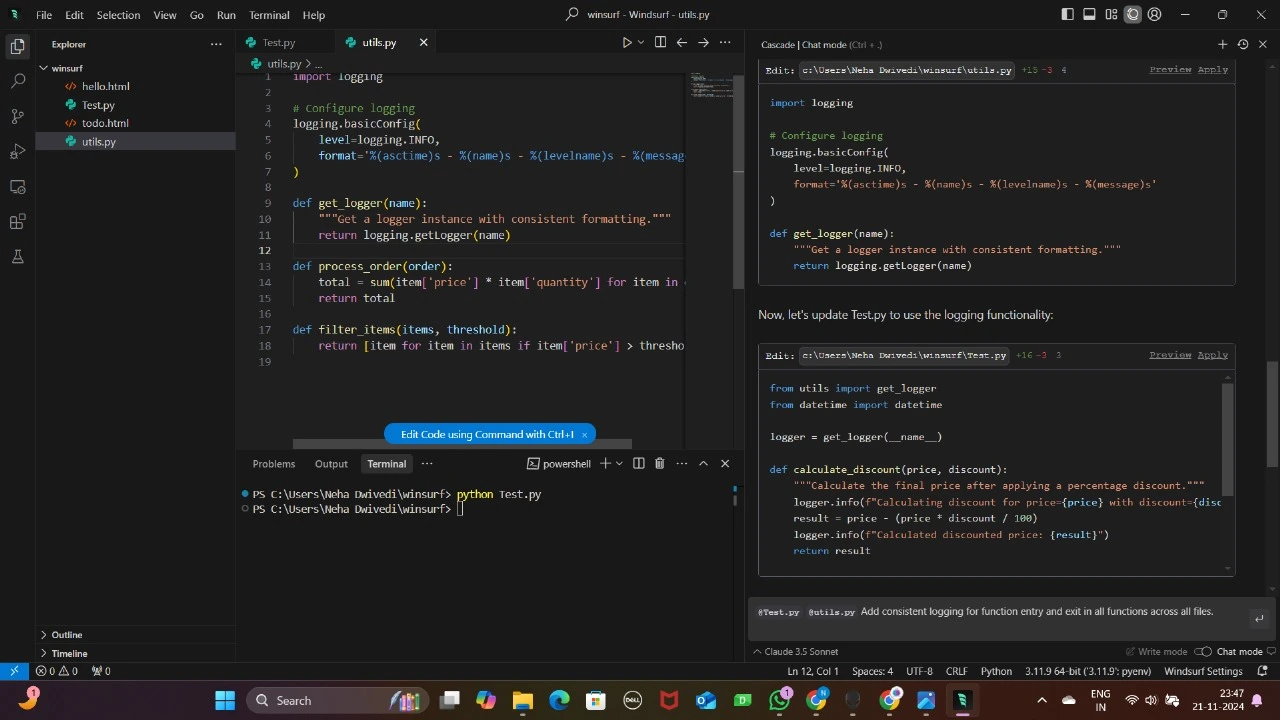 File Edit Selection View Go Run Terminal Help
winsurf - Windsurf - utils.py
Explorer
winsurf
hello.html
Test.py
todo.html
utils.py
Outline
Timeline
Test.py
utils.py
utils.py > ...
1 import logging
2
3 # Configure logging
4 logging.basicConfig(
5 level=logging.INFO,
6 format='%(asctime)s - %(name)s - %(levelname)s - %(message
7 )
8
9 def get_logger(name):
10 """Get a logger instance with consistent formatting."""
11 return logging.getLogger(name)
12
13 def process_order(order):
14 total = sum(item['price'] * item['quantity'] for item in
15 return total
16
17 def filter_items(items, threshold):
18 return [item for item in items if item['price'] > thresho
19
Edit Code using Command with Ctrl+I ×
Problems Output Terminal
powershell
PS C:\Users\Neha Dwivedi\winsurf> python Test.py
PS C:\Users\Neha Dwivedi\winsurf>
Cascade | Chat mode (Ctrl + .)
Edit: c:\Users\Neha Dwivedi\winsurf\utils.py +15 -3 4 Preview Apply
import logging
# Configure logging
logging.basicConfig(
level=logging.INFO,
format='%(asctime)s - %(name)s - %(levelname)s - %(message)s'
)
def get_logger(name):
"""Get a logger instance with consistent formatting."""
return logging.getLogger(name)
Now, let's update Test.py to use the logging functionality:
Edit: c:\Users\Neha Dwivedi\winsurf\Test.py +16 -3 3 Preview Apply
from utils import get_logger
from datetime import datetime
logger = get_logger(__name__)
def calculate_discount(price, discount):
"""Calculate the final price after applying a percentage discount."""
logger.info(f"Calculating discount for price={price} with discount={disc
result = price - (price * discount / 100)
logger.info(f"Calculated discounted price: {result}")
return result
@Test.py @utils.py Add consistent logging for function entry and exit in all functions across all files.
Claude 3.5 Sonnet
Write mode Chat mode
0 0 0
Ln 12, Col 1 Spaces: 4 UTF-8 CRLF Python 3.11.9 64-bit ('3.11.9': pyenv) Windsurf Settings
1
Search
DELL
D
1
N
ENG
IN
23:47
21-11-2024